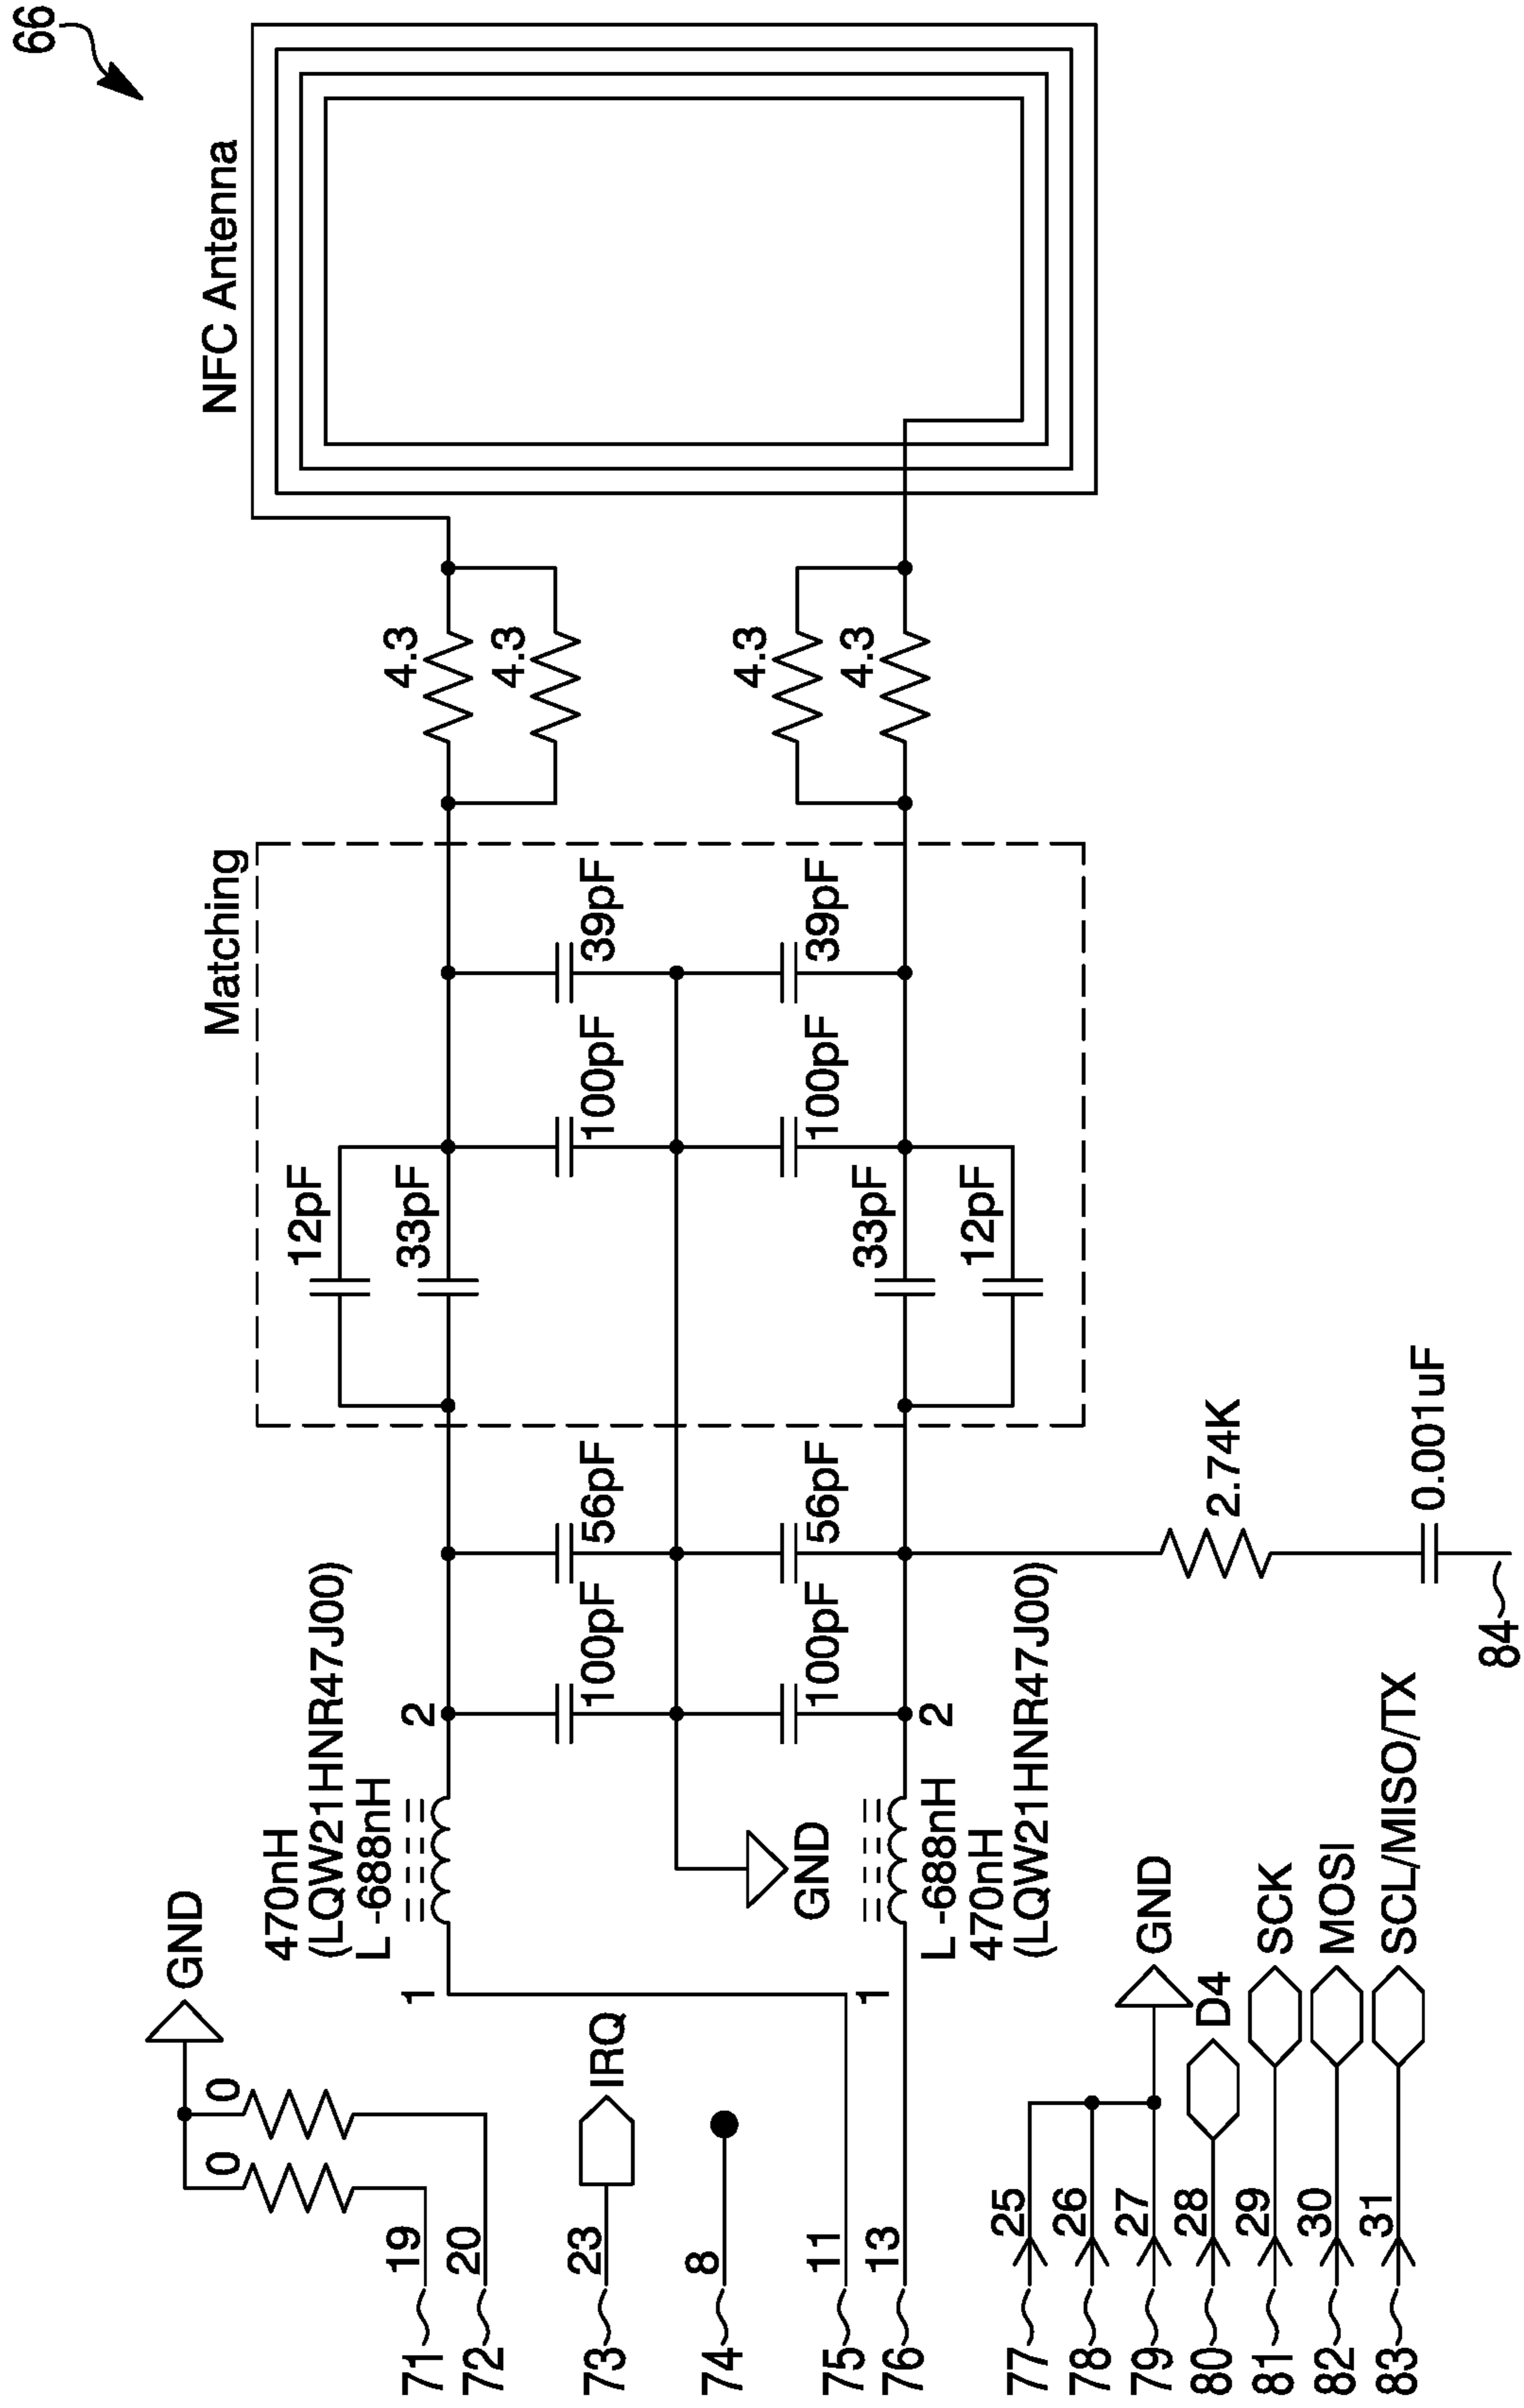 66
NFC Antenna
4.3
4.3
4.3
4.3
Matching
39pF
39pF
100pF
100pF
12pF
33pF
33pF
12pF
56pF
56pF
100pF
100pF
2.74K
0.001uF
84
470nH
(LQW21HNR47J00)
L -688nH
2
1
GND
2
L -688nH
470nH
(LQW21HNR47J00)
1
GND
0
0
19
20
71
72
IRQ
23
73
8
74
11
75
13
76
GND
25
77
26
78
27
79
D4
28
80
SCK
29
81
MOSI
30
82
SCL/MISO/TX
31
83